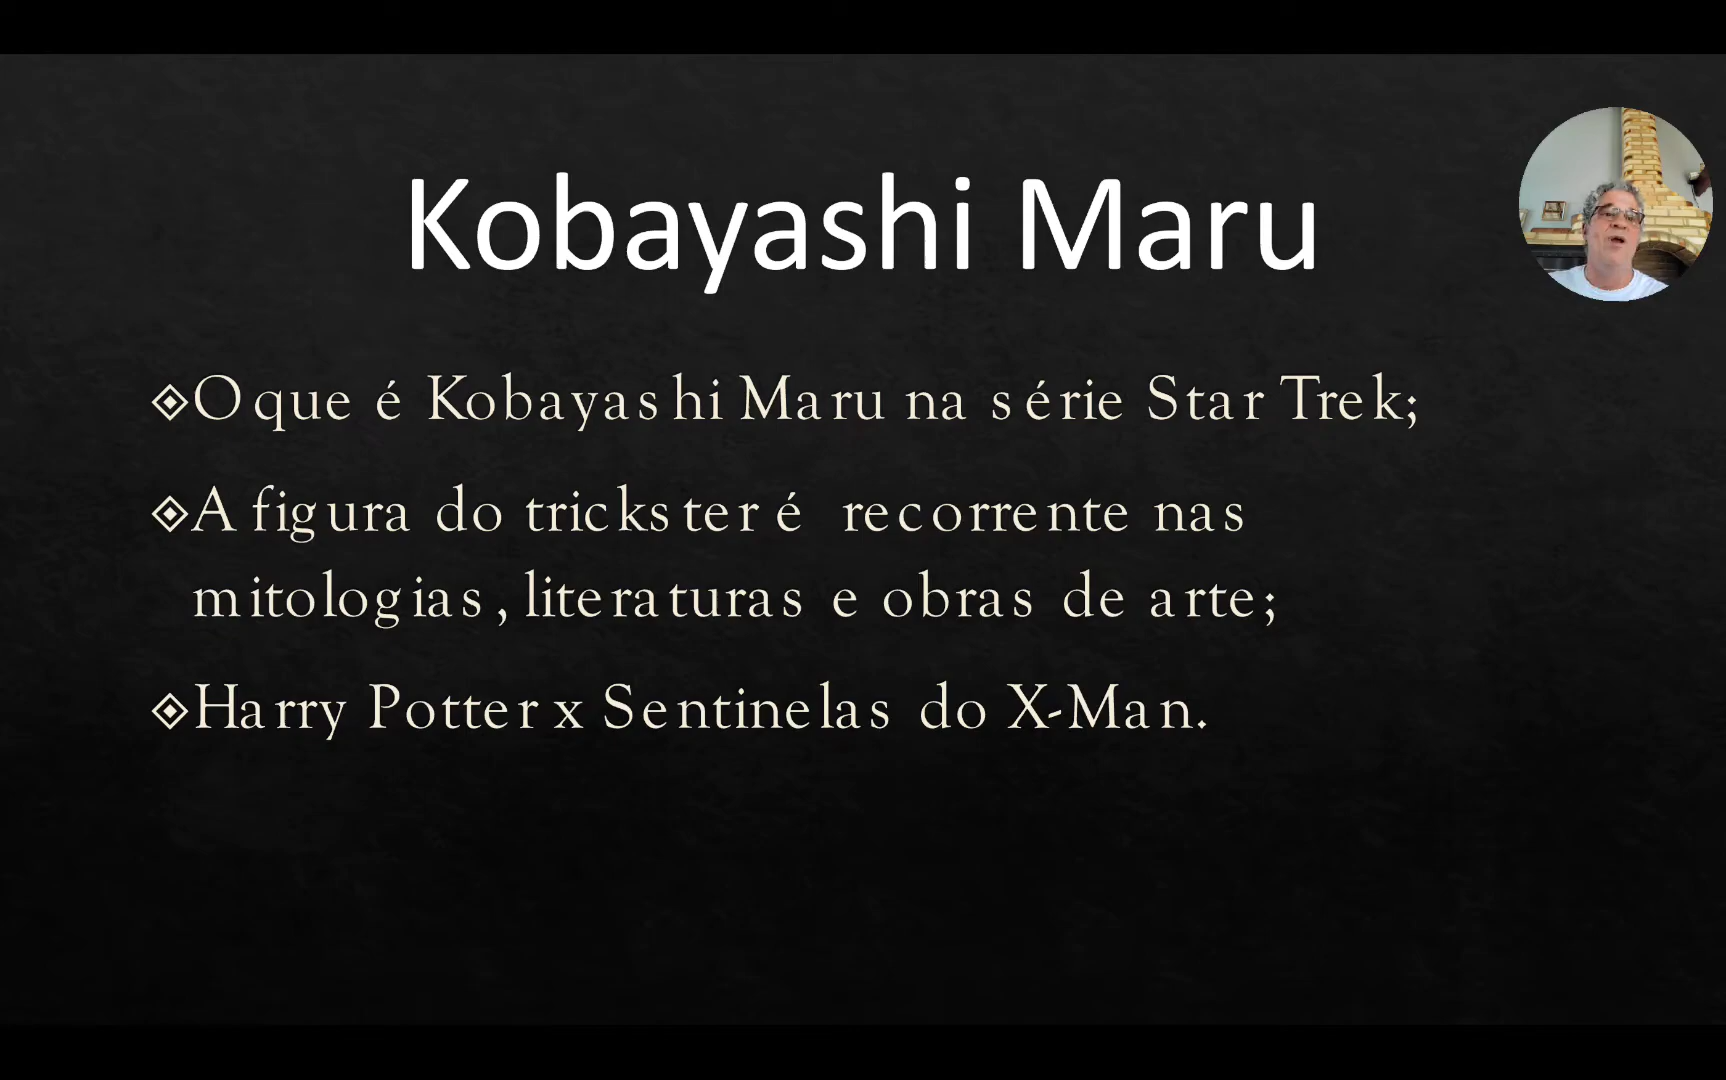 Kobayashi Maru
O que é Kobayashi Maru na série Star Trek;
A figura do trickster é recorrente nas
mitologias, literaturas e obras de arte;
Harry Potter x Sentinelas do X-Man.